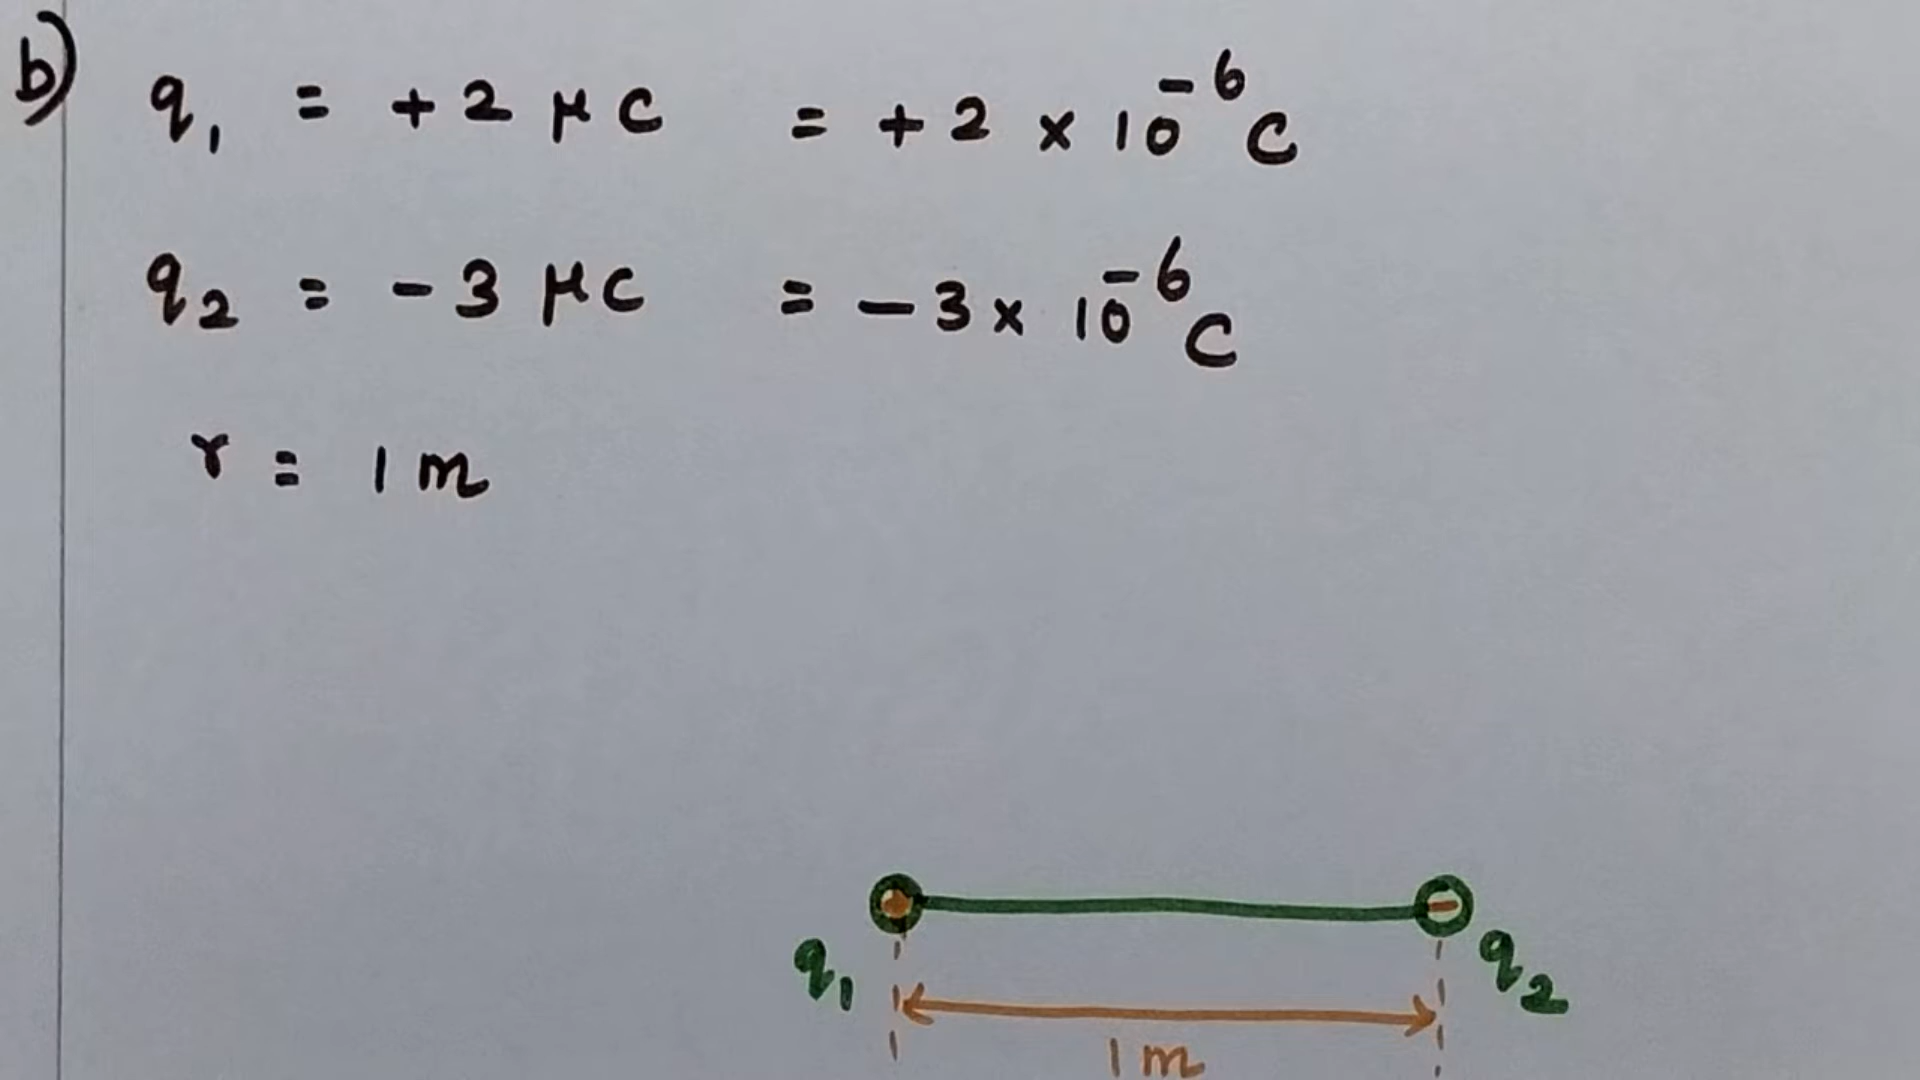 b)
q₁ = +2 μC = +2 × 10⁻⁶ C
q₂ = -3 μC = -3 × 10⁻⁶ C
r = 1 m
q₁ q₂
1 m